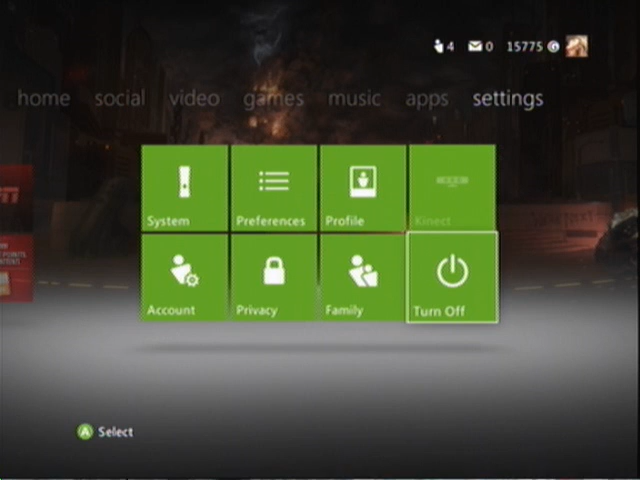 4 0 15775 G
home social video games music apps settings
System Preferences Profile Kinect
Account Privacy Family Turn Off
A Select